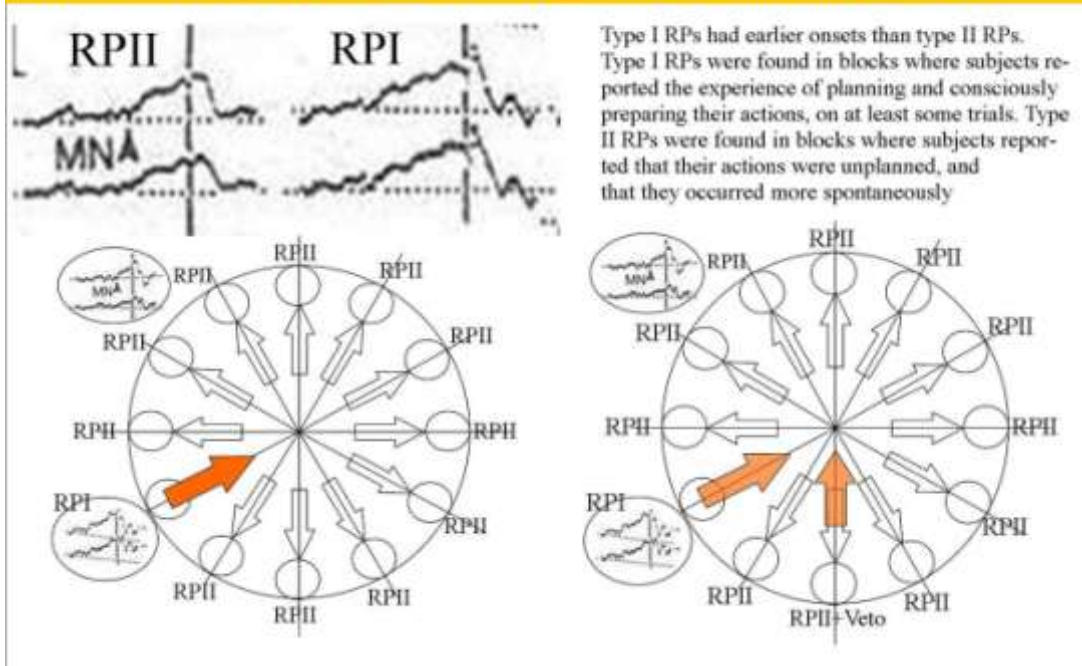 RPII
RPI
MN
Type I RPs had earlier onsets than type II RPs.
Type I RPs were found in blocks where subjects re-
ported the experience of planning and consciously
preparing their actions, on at least some trials. Type
II RPs were found in blocks where subjects repor-
ted that their actions were unplanned, and
that they occurred more spontaneously
MN
RPII
RPII
RPII
RPII
RPII
RPII
RPII
RPI
RPII
RPII
RPII
RPII
MN
RPII
RPII
RPII
RPII
RPII
RPII
RPII
RPI
RPII
RPII
RPII
RPII+Veto